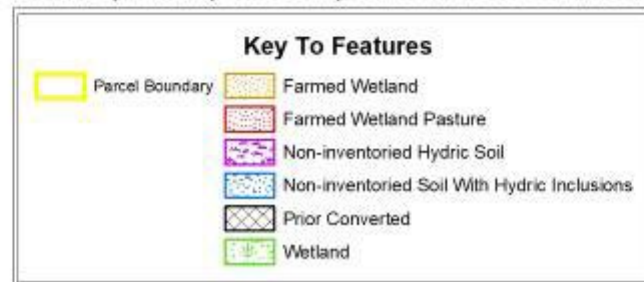 Key To Features
Parcel Boundary
Farmed Wetland
Farmed Wetland Pasture
Non-inventoried Hydric Soil
Non-inventoried Soil With Hydric Inclusions
Prior Converted
Wetland